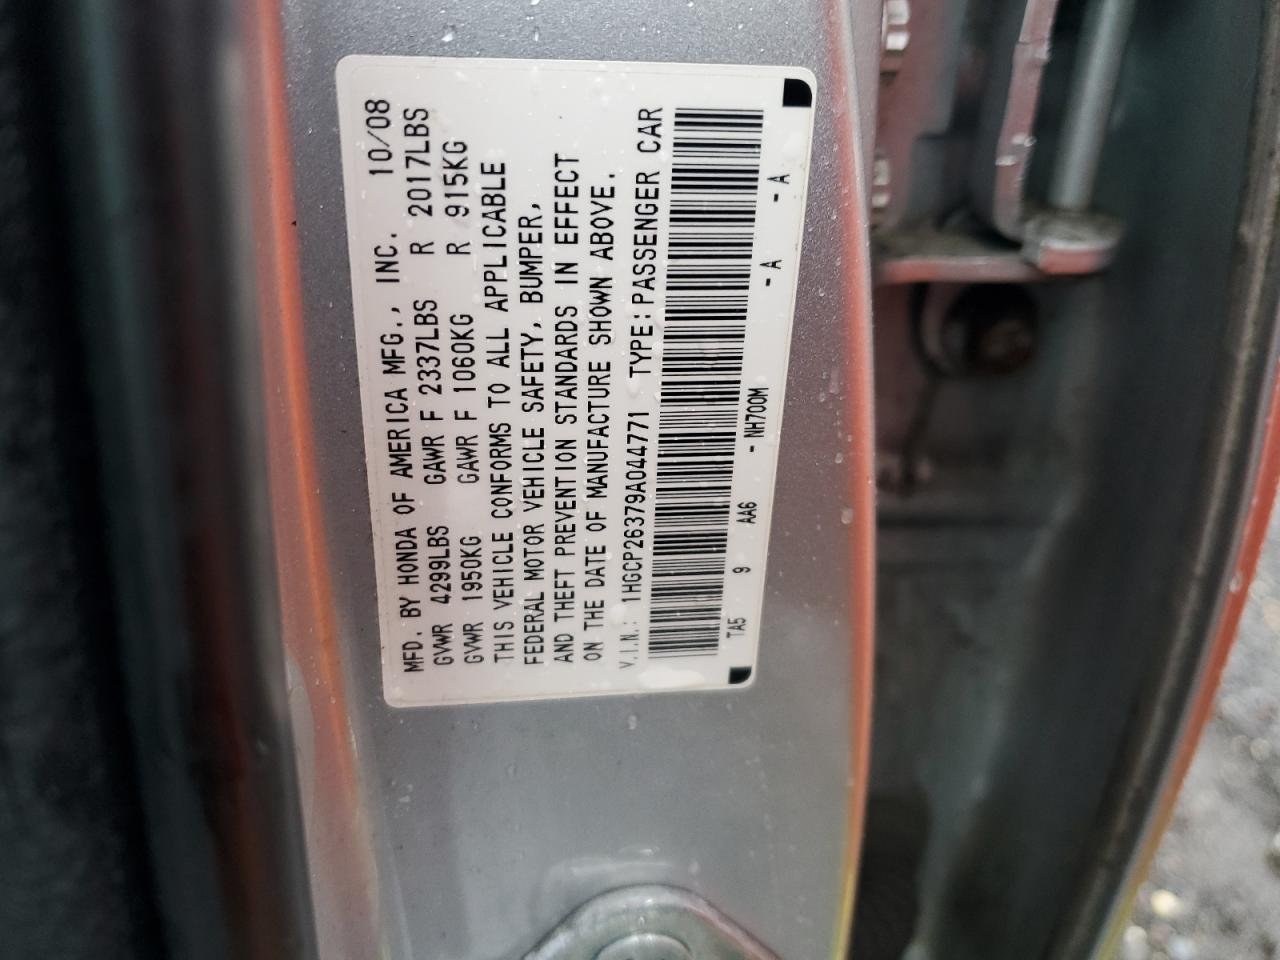 MFD. BY HONDA OF AMERICA MFG., INC. 10/08
GVWR 4299LBS GAWR F 2337LBS R 2017LBS
GVWR 1950KG GAWR F 1060KG R 915KG
THIS VEHICLE CONFORMS TO ALL APPLICABLE
FEDERAL MOTOR VEHICLE SAFETY, BUMPER,
AND THEFT PREVENTION STANDARDS IN EFFECT
ON THE DATE OF MANUFACTURE SHOWN ABOVE.
V.I.N.: 1HGCP26379A044771 TYPE:PASSENGER CAR
TA5 9 AA6 - NH700M - A - A